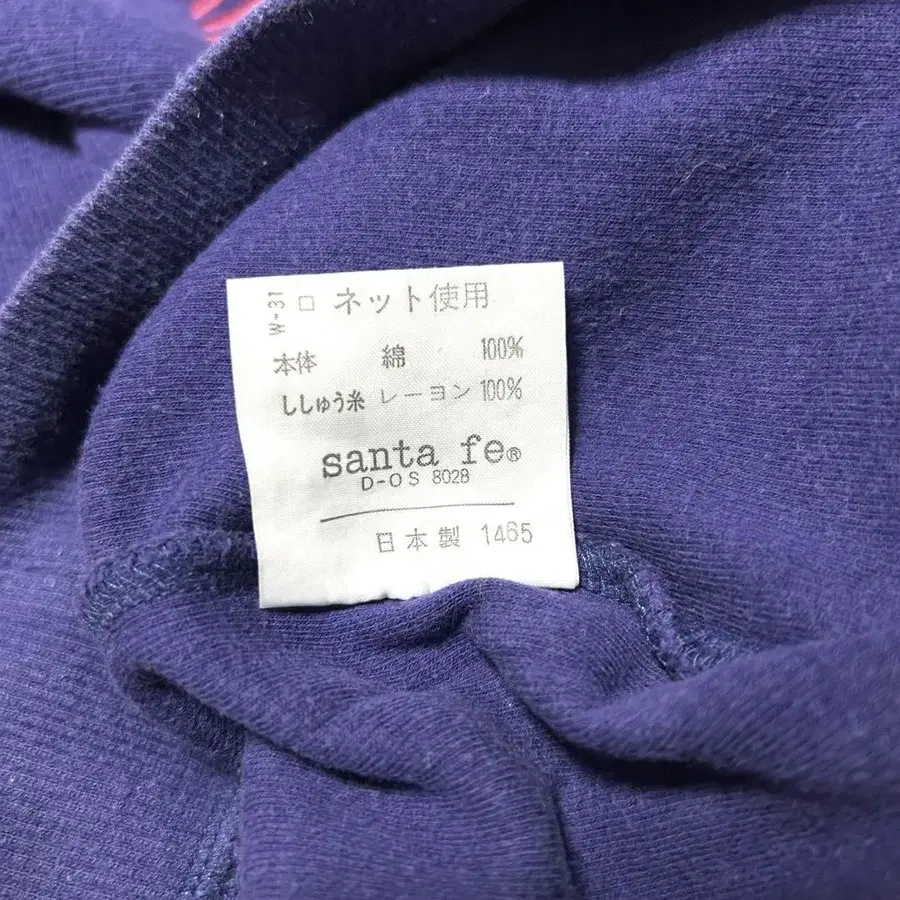 W-31
ロ ネット使用
本体 綿 100%
ししゅう糸 レーヨン 100%
santa fe®
D-OS 8028
日本製 1465